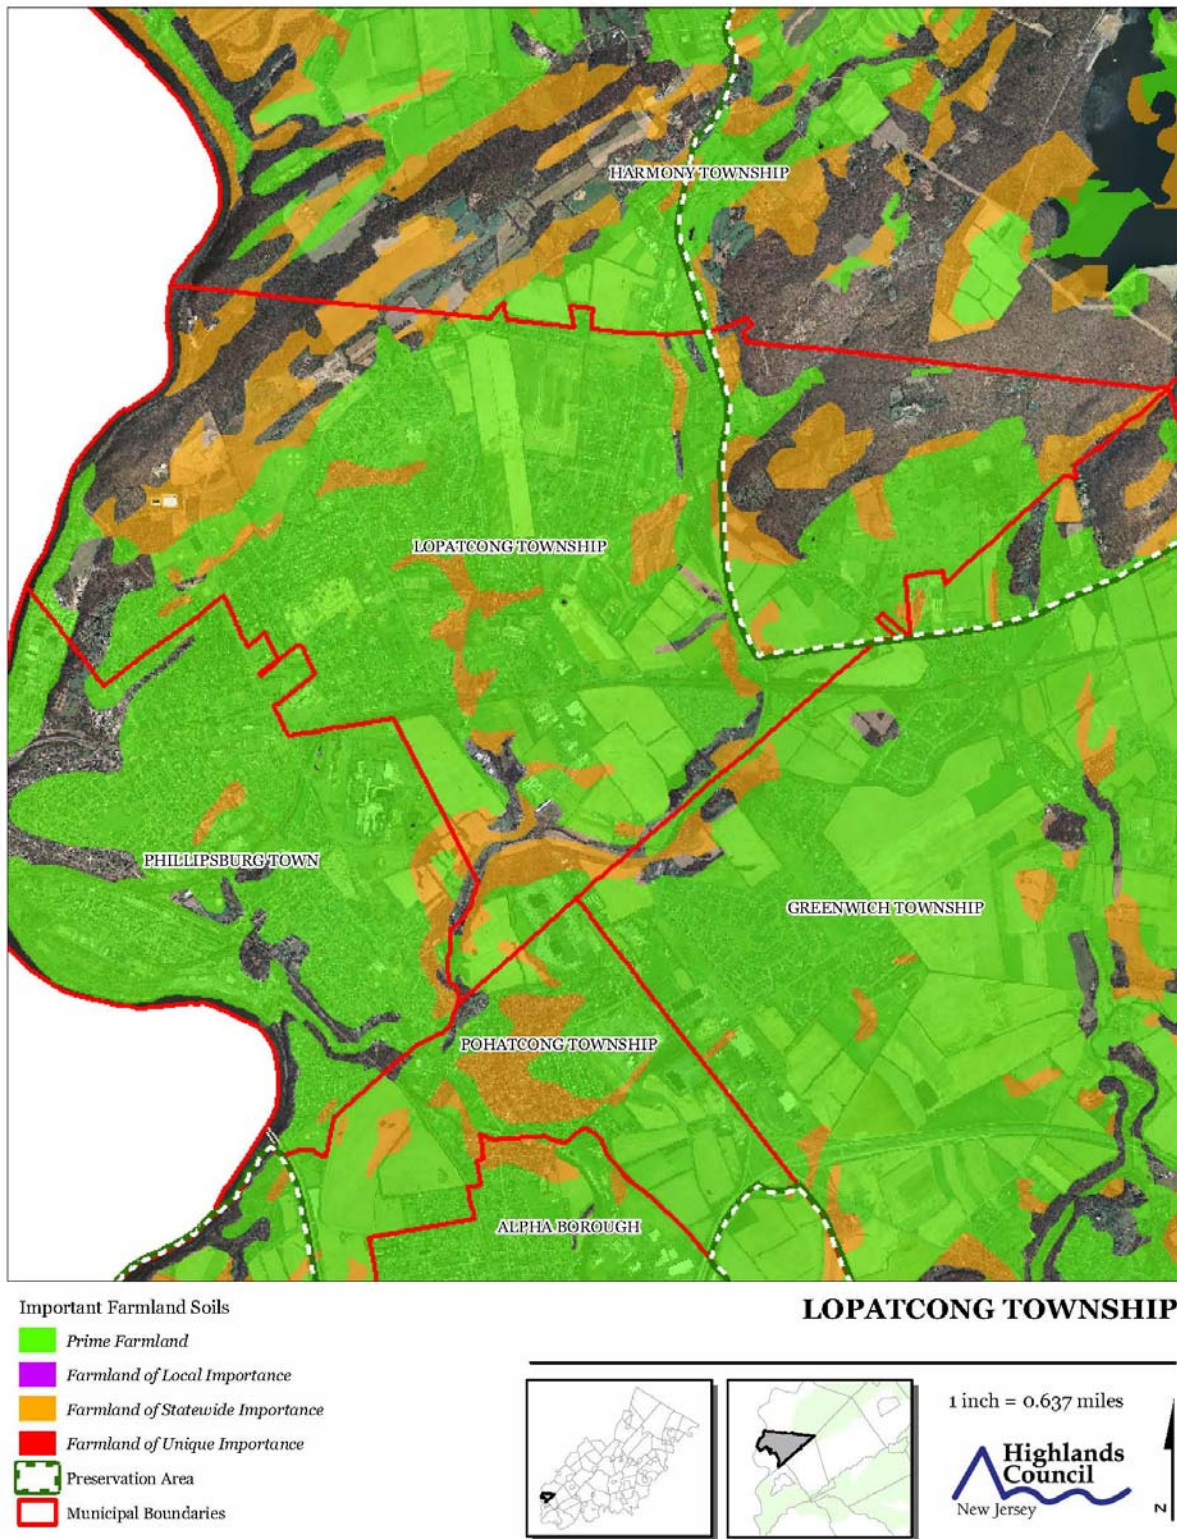 HARMONY TOWNSHIP
LOPATCONG TOWNSHIP
PHILLIPSBURG TOWN
GREENWICH TOWNSHIP
POHATCONG TOWNSHIP
ALPHA BOROUGH
Important Farmland Soils
Prime Farmland
Farmland of Local Importance
Farmland of Statewide Importance
Farmland of Unique Importance
Preservation Area
Municipal Boundaries
LOPATCONG TOWNSHIP
1 inch = 0.637 miles
Highlands
Council
New Jersey
N